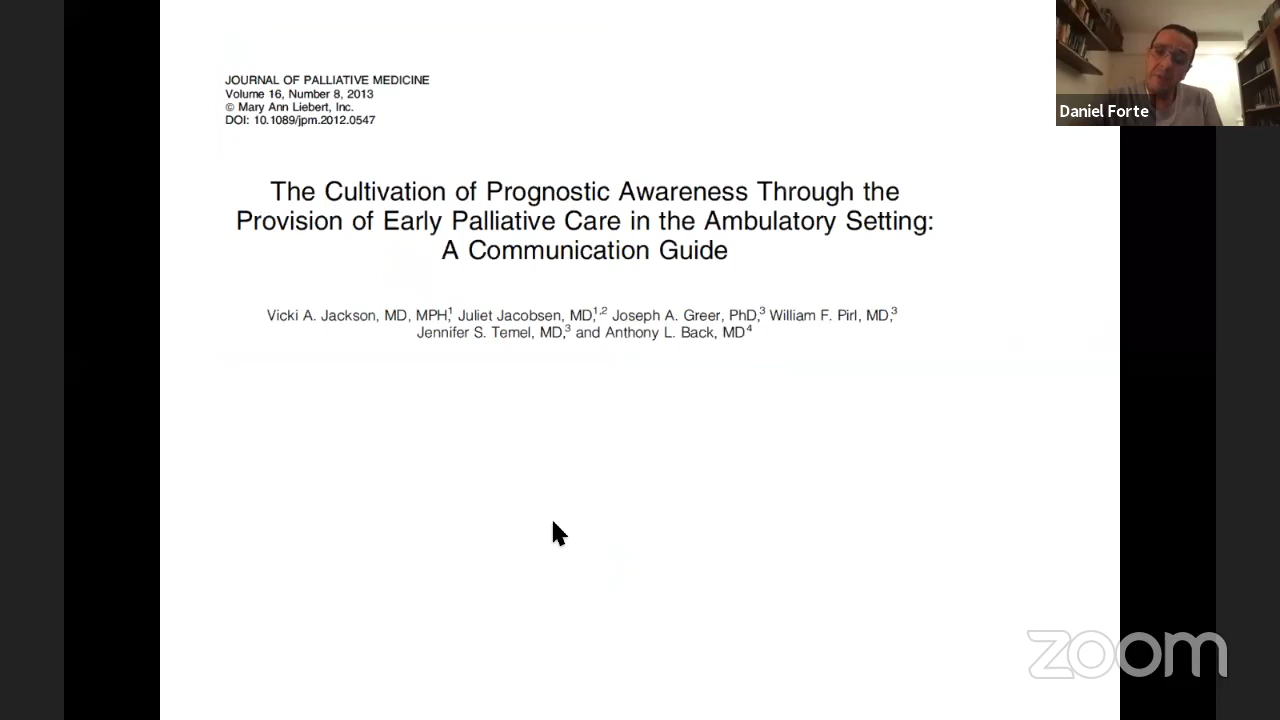 JOURNAL OF PALLIATIVE MEDICINE
Volume 16, Number 8, 2013
© Mary Ann Liebert, Inc.
DOI: 10.1089/jpm.2012.0547
Daniel Forte
The Cultivation of Prognostic Awareness Through the
Provision of Early Palliative Care in the Ambulatory Setting:
A Communication Guide
Vicki A. Jackson, MD, MPH,1 Juliet Jacobsen, MD,1,2 Joseph A. Greer, PhD,3 William F. Pirl, MD,3
Jennifer S. Temel, MD,3 and Anthony L. Back, MD4
zoom